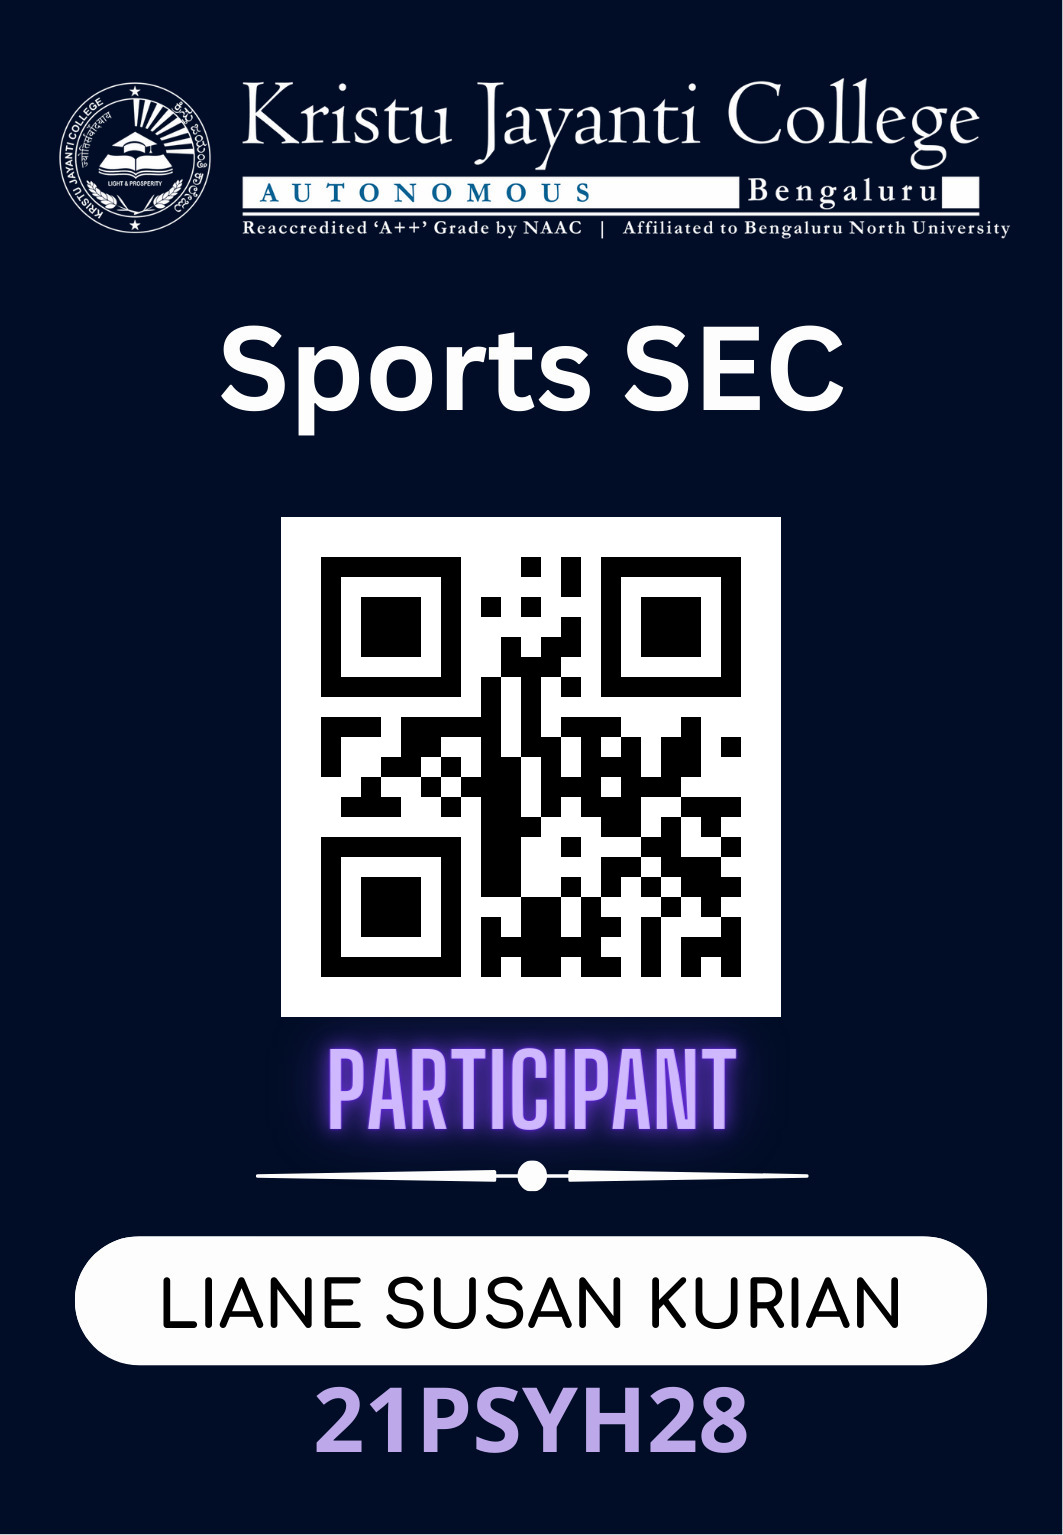 Kristu Jayanti College
AUTONOMOUS Bengaluru
Reaccredited ‘A++’ Grade by NAAC | Affiliated to Bengaluru North University
KRISTU JAYANTI COLLEGE
ಕ್ರಿಸ್ತು ಜಯಂತಿ ಕಾಲೇಜು
LIGHT & PROSPERITY
Sports SEC
PARTICIPANT
LIANE SUSAN KURIAN
21PSYH28